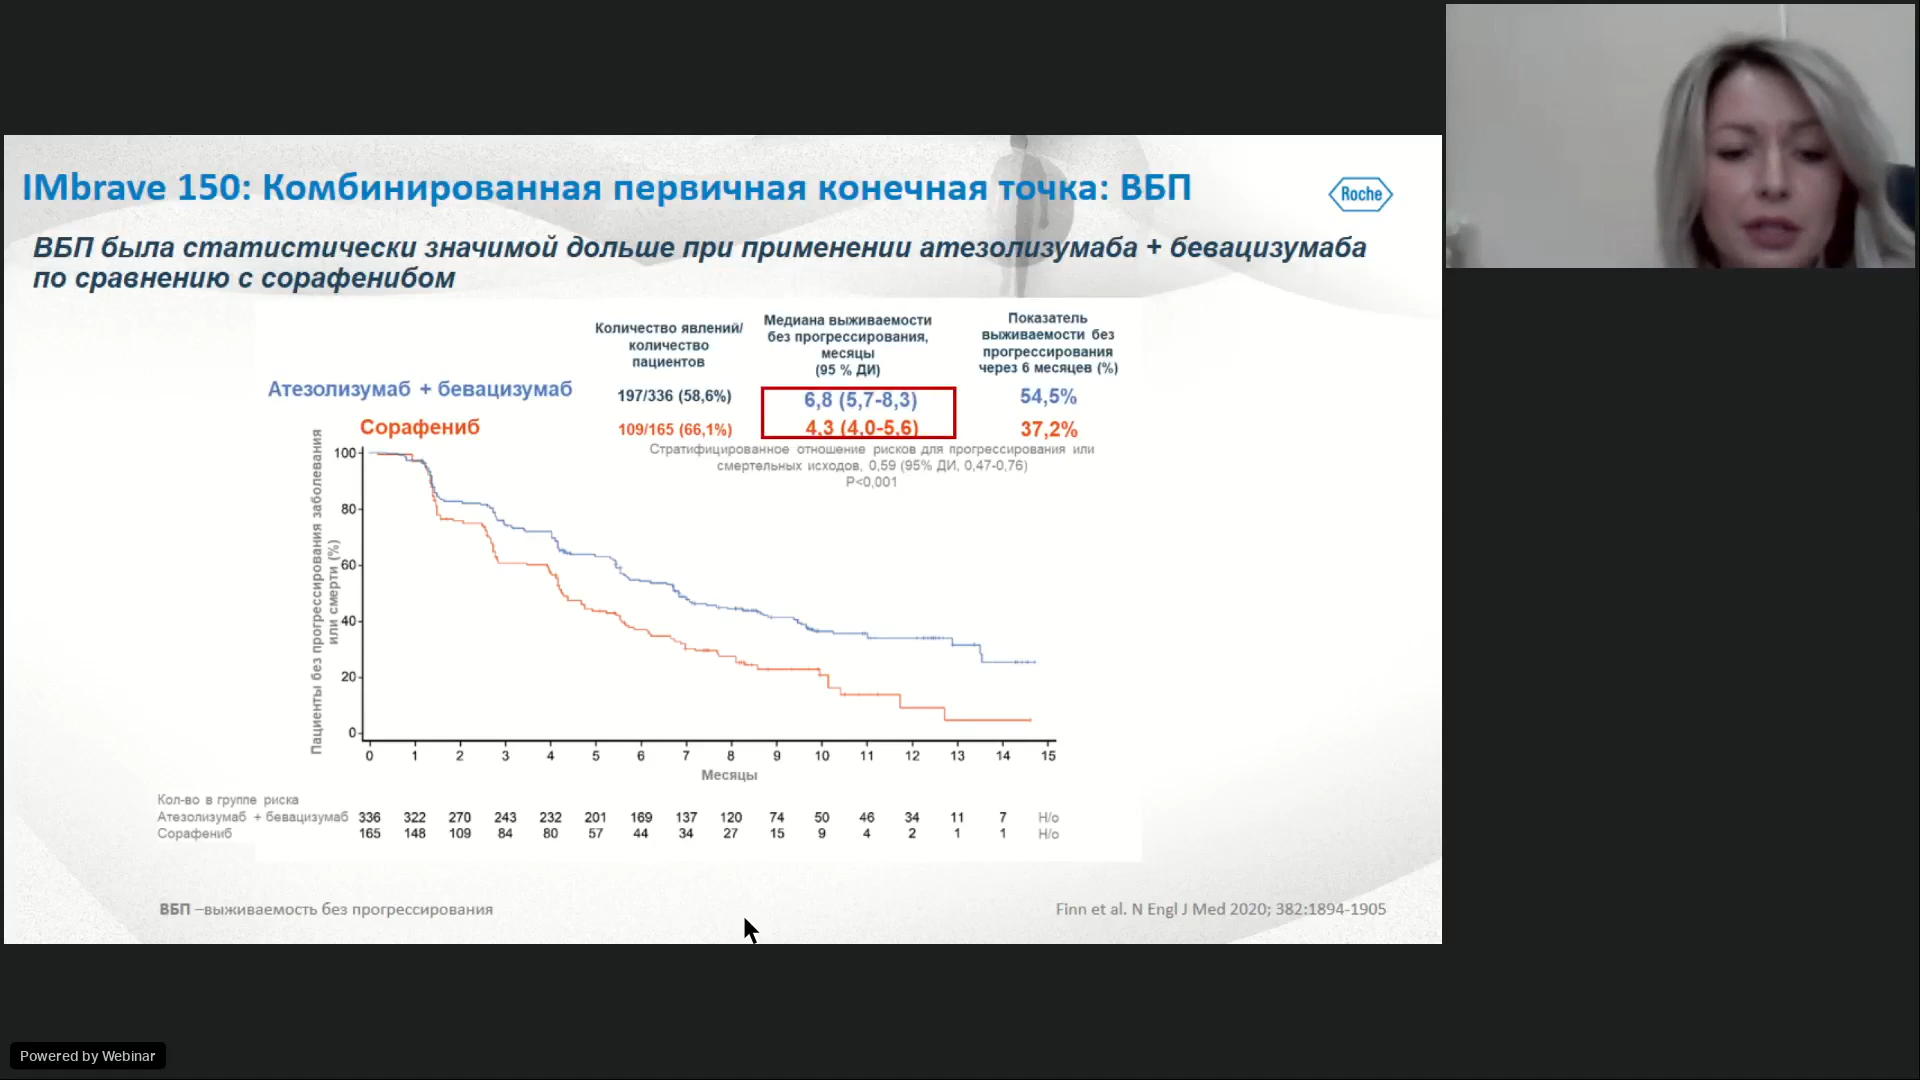 IMbrave 150: Комбинированная первичная конечная точка: ВБП
Roche
ВБП была статистически значимой дольше при применении атезолизумаба + бевацизумаба
по сравнению с сорафенибом
Количество явлений/
количество
пациентов
Медиана выживаемости
без прогрессирования,
месяцы
(95 % ДИ)
Показатель
выживаемости без
прогрессирования
через 6 месяцев (%)
Атезолизумаб + бевацизумаб
197/336 (58,6%)
6,8 (5,7-8,3)
54,5%
Сорафениб
109/165 (66,1%)
4,3 (4,0-5,6)
37,2%
Стратифицированное отношение рисков для прогрессирования или
смертельных исходов, 0,59 (95% ДИ, 0,47-0,76)
P<0,001
Пациенты без прогрессирования заболевания
или смерти (%)
100
80
60
40
20
0
0 1 2 3 4 5 6 7 8 9 10 11 12 13 14 15
Месяцы
Кол-во в группе риска
Атезолизумаб + бевацизумаб 336 322 270 243 232 201 169 137 120 74 50 46 34 11 7 Н/о
Сорафениб 165 148 109 84 80 57 44 34 27 15 9 4 2 1 1 Н/о
ВБП –выживаемость без прогрессирования
Finn et al. N Engl J Med 2020; 382:1894-1905
Powered by Webinar